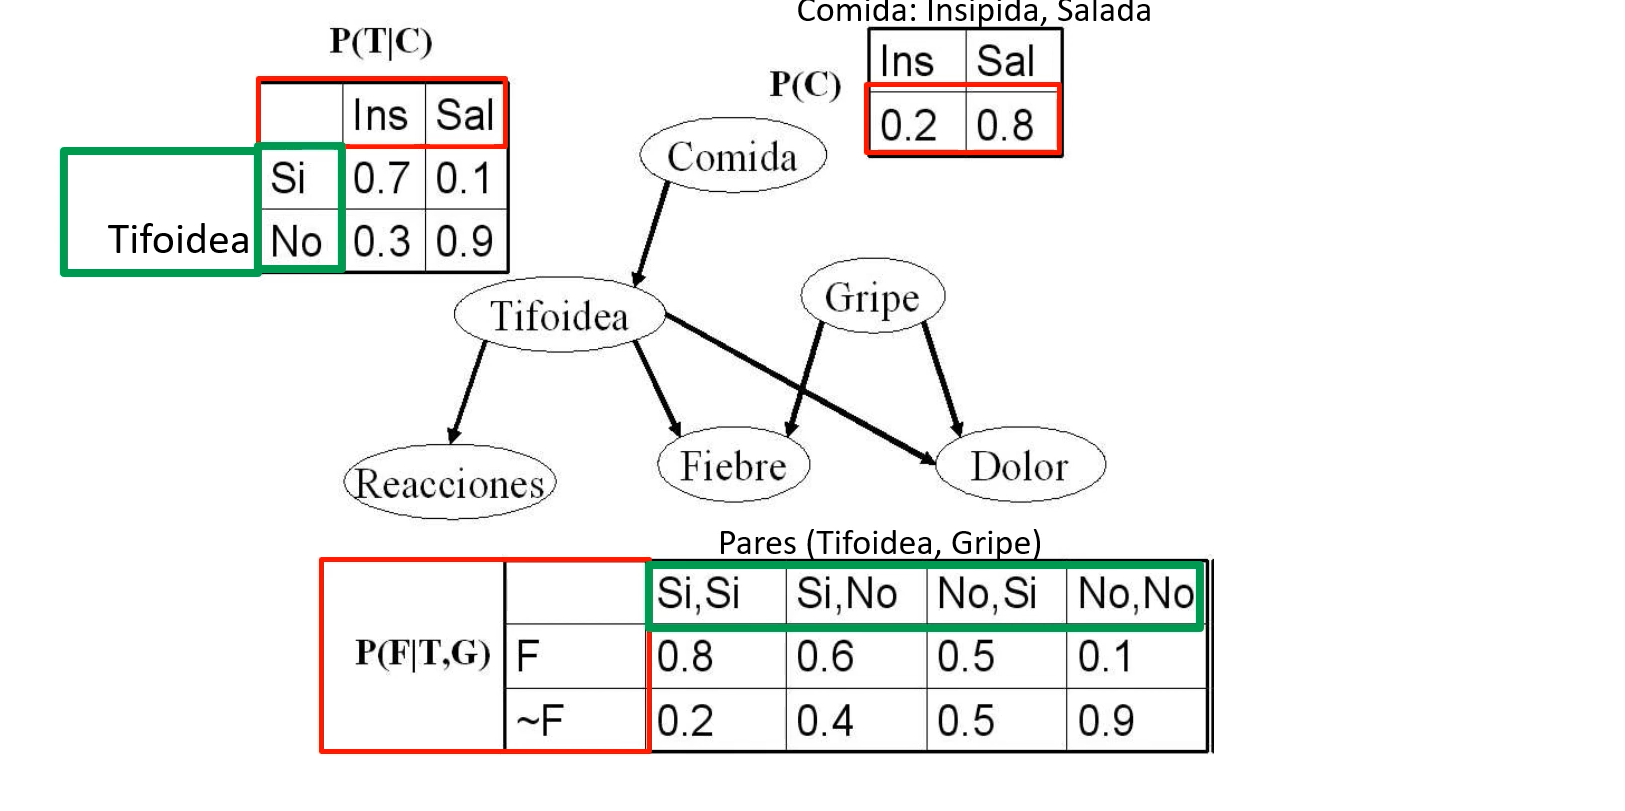 Comida: Insipida, Salada
P(T|C)
Ins Sal
P(C)
0.2 0.8
Ins Sal
Si 0.7 0.1
Tifoidea No 0.3 0.9
Comida
Tifoidea
Gripe
Reacciones
Fiebre
Dolor
Pares (Tifoidea, Gripe)
Si,Si Si,No No,Si No,No
P(F|T,G) F 0.8 0.6 0.5 0.1
~F 0.2 0.4 0.5 0.9